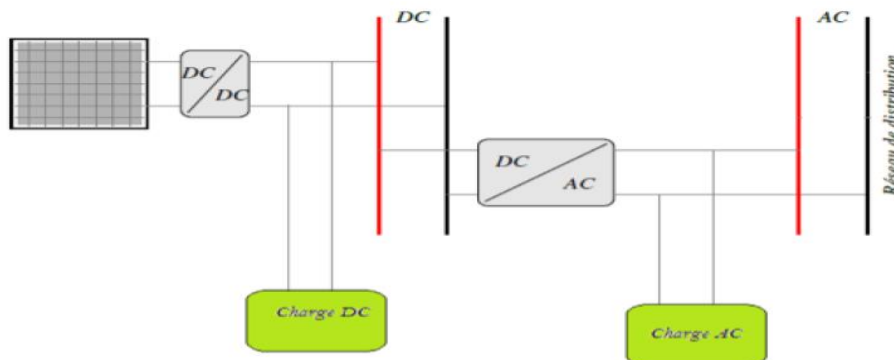 DC
AC
DC
DC
DC
AC
Réseau de distribution
Charge DC
Charge AC